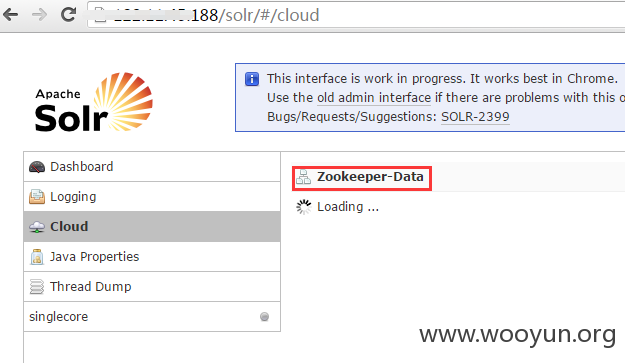 188/solr/#/cloud
Apache
Solr
This interface is work in progress. It works best in Chrome.
Use the old admin interface if there are problems with this o
Bugs/Requests/Suggestions: SOLR-2399
Dashboard
Logging
Cloud
Java Properties
Thread Dump
singlecore
Zookeeper-Data
Loading ...
www.wooyun.org